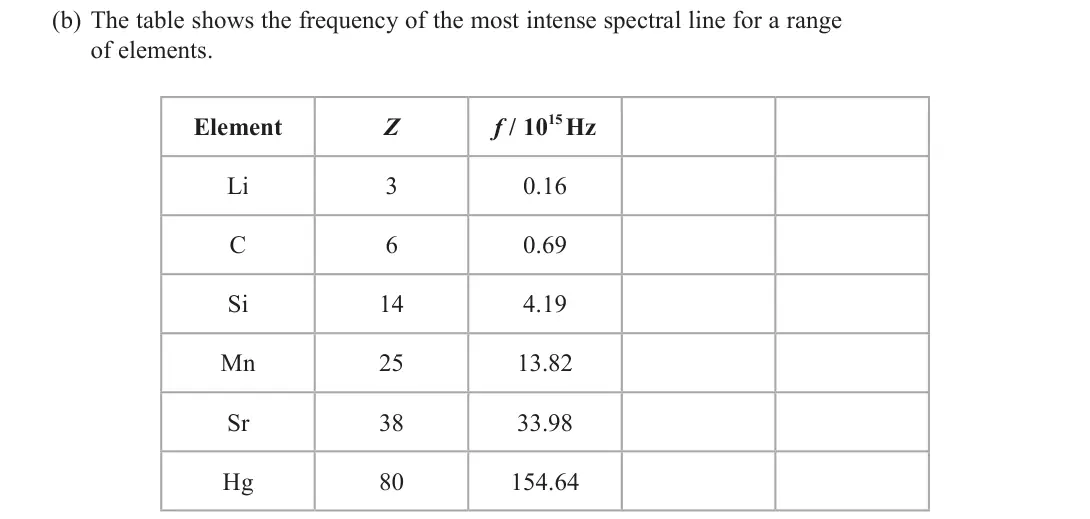 (b) The table shows the frequency of the most intense spectral line for a range
of elements.
Element Z f / 10¹⁵ Hz
Li 3 0.16
C 6 0.69
Si 14 4.19
Mn 25 13.82
Sr 38 33.98
Hg 80 154.64